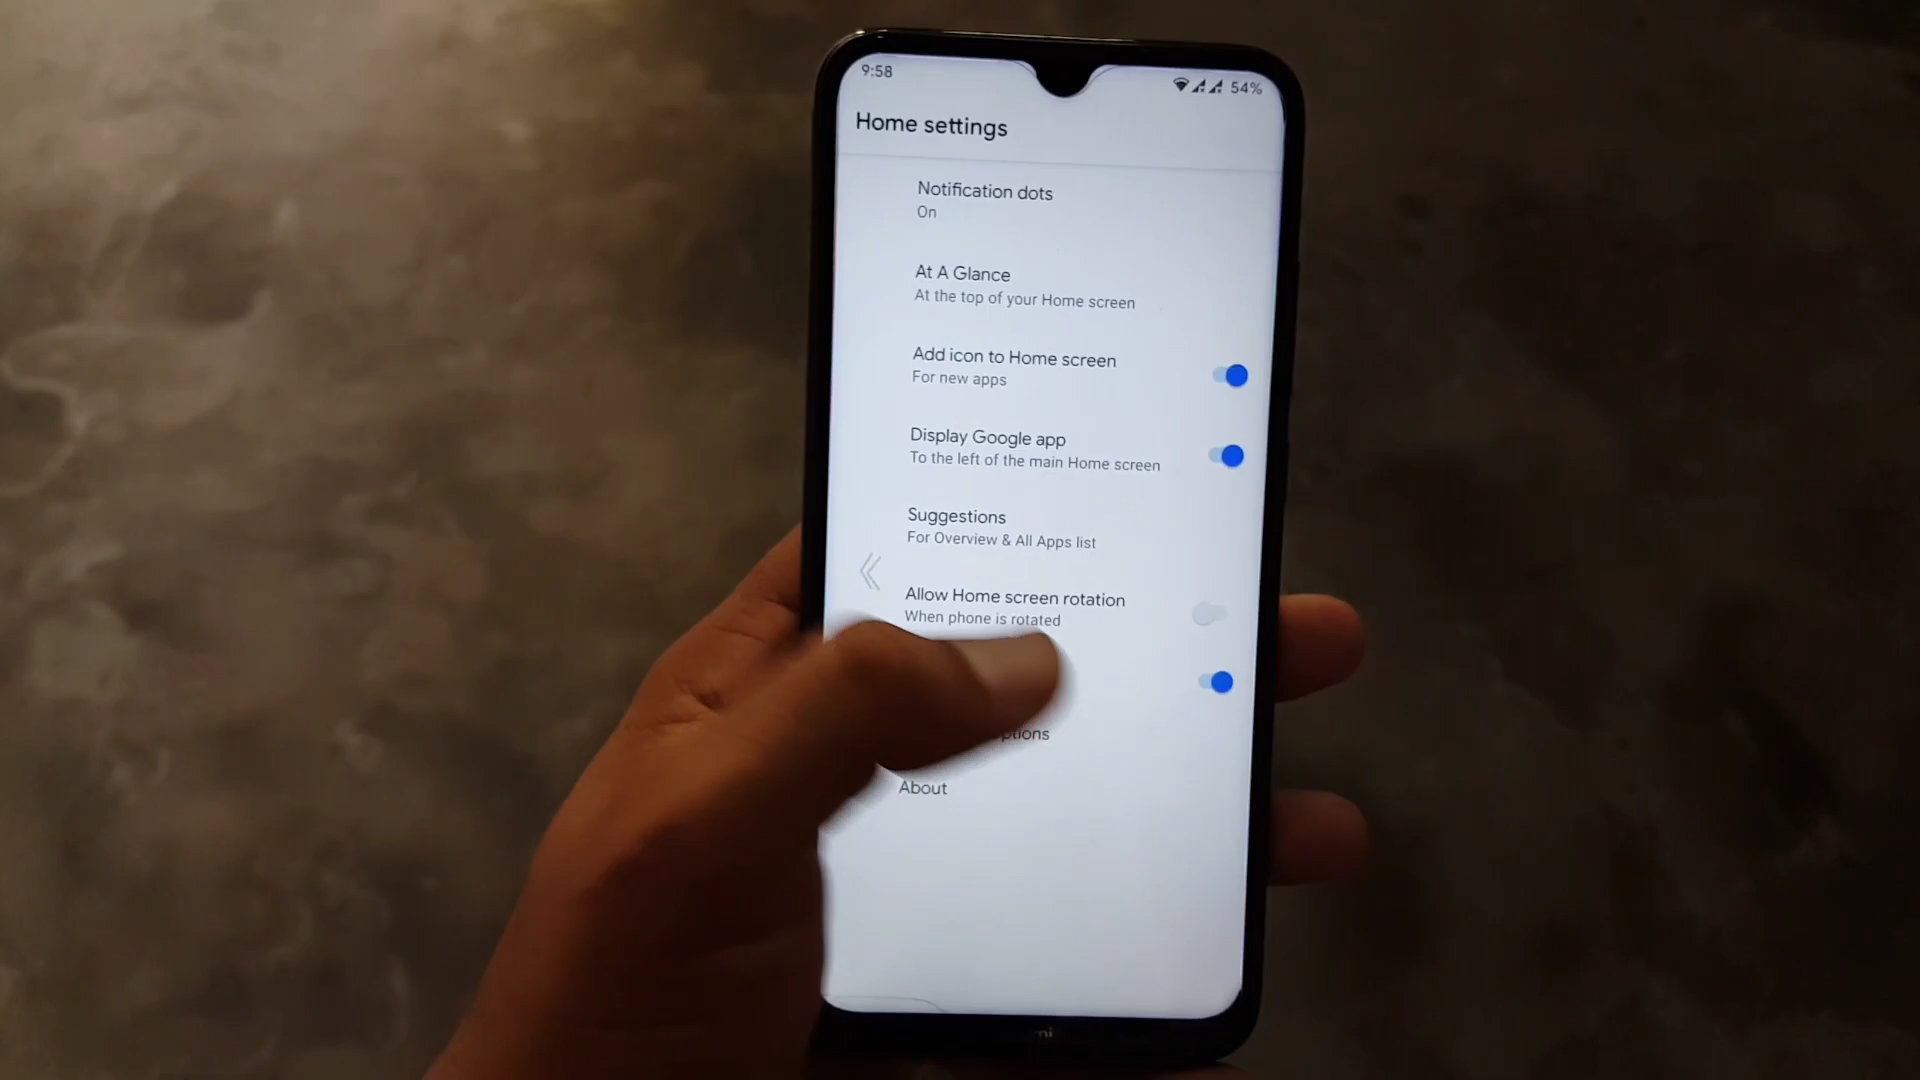 9:58
54%
Home settings
Notification dots
On
At A Glance
At the top of your Home screen
Add icon to Home screen
For new apps
Display Google app
To the left of the main Home screen
Suggestions
For Overview & All Apps list
Allow Home screen rotation
When phone is rotated
About